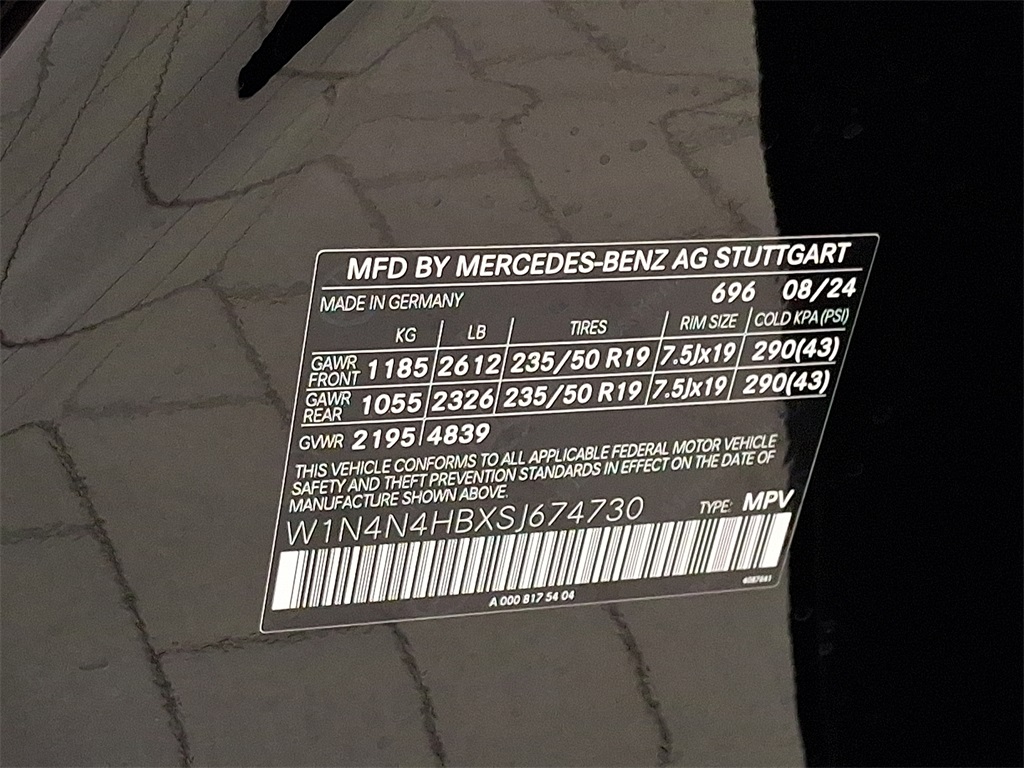 MFD BY MERCEDES-BENZ AG STUTTGART
MADE IN GERMANY 696 08/24
KG LB TIRES RIM SIZE COLD KPA (PSI)
GAWR FRONT 1185 2612 235/50 R19 7.5Jx19 290(43)
GAWR REAR 1055 2326 235/50 R19 7.5Jx19 290(43)
GVWR 2195 4839
THIS VEHICLE CONFORMS TO ALL APPLICABLE FEDERAL MOTOR VEHICLE
SAFETY AND THEFT PREVENTION STANDARDS IN EFFECT ON THE DATE OF
MANUFACTURE SHOWN ABOVE.
W1N4N4HBXSJ674730 TYPE: MPV
A 000 817 54 04